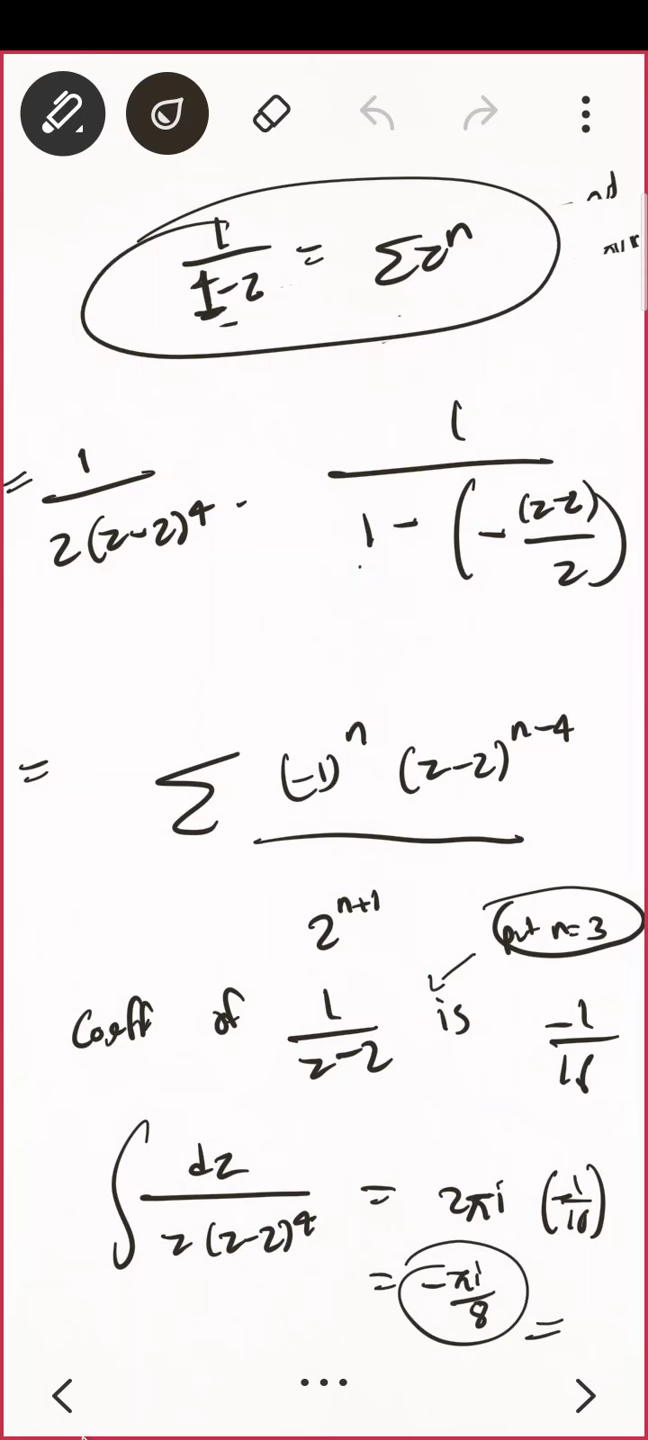 1/(1-z) = Σz^n
= 1/(2(z-2)^4) · 1/(1 - (-(z-2)/2))
= Σ (-1)^n (z-2)^(n-4) / 2^(n+1)
put n=3
Coeff of 1/(z-2) is -1/16
∫ dz/(z(z-2)^4) = 2πi (-1/16)
= -πi/8 =